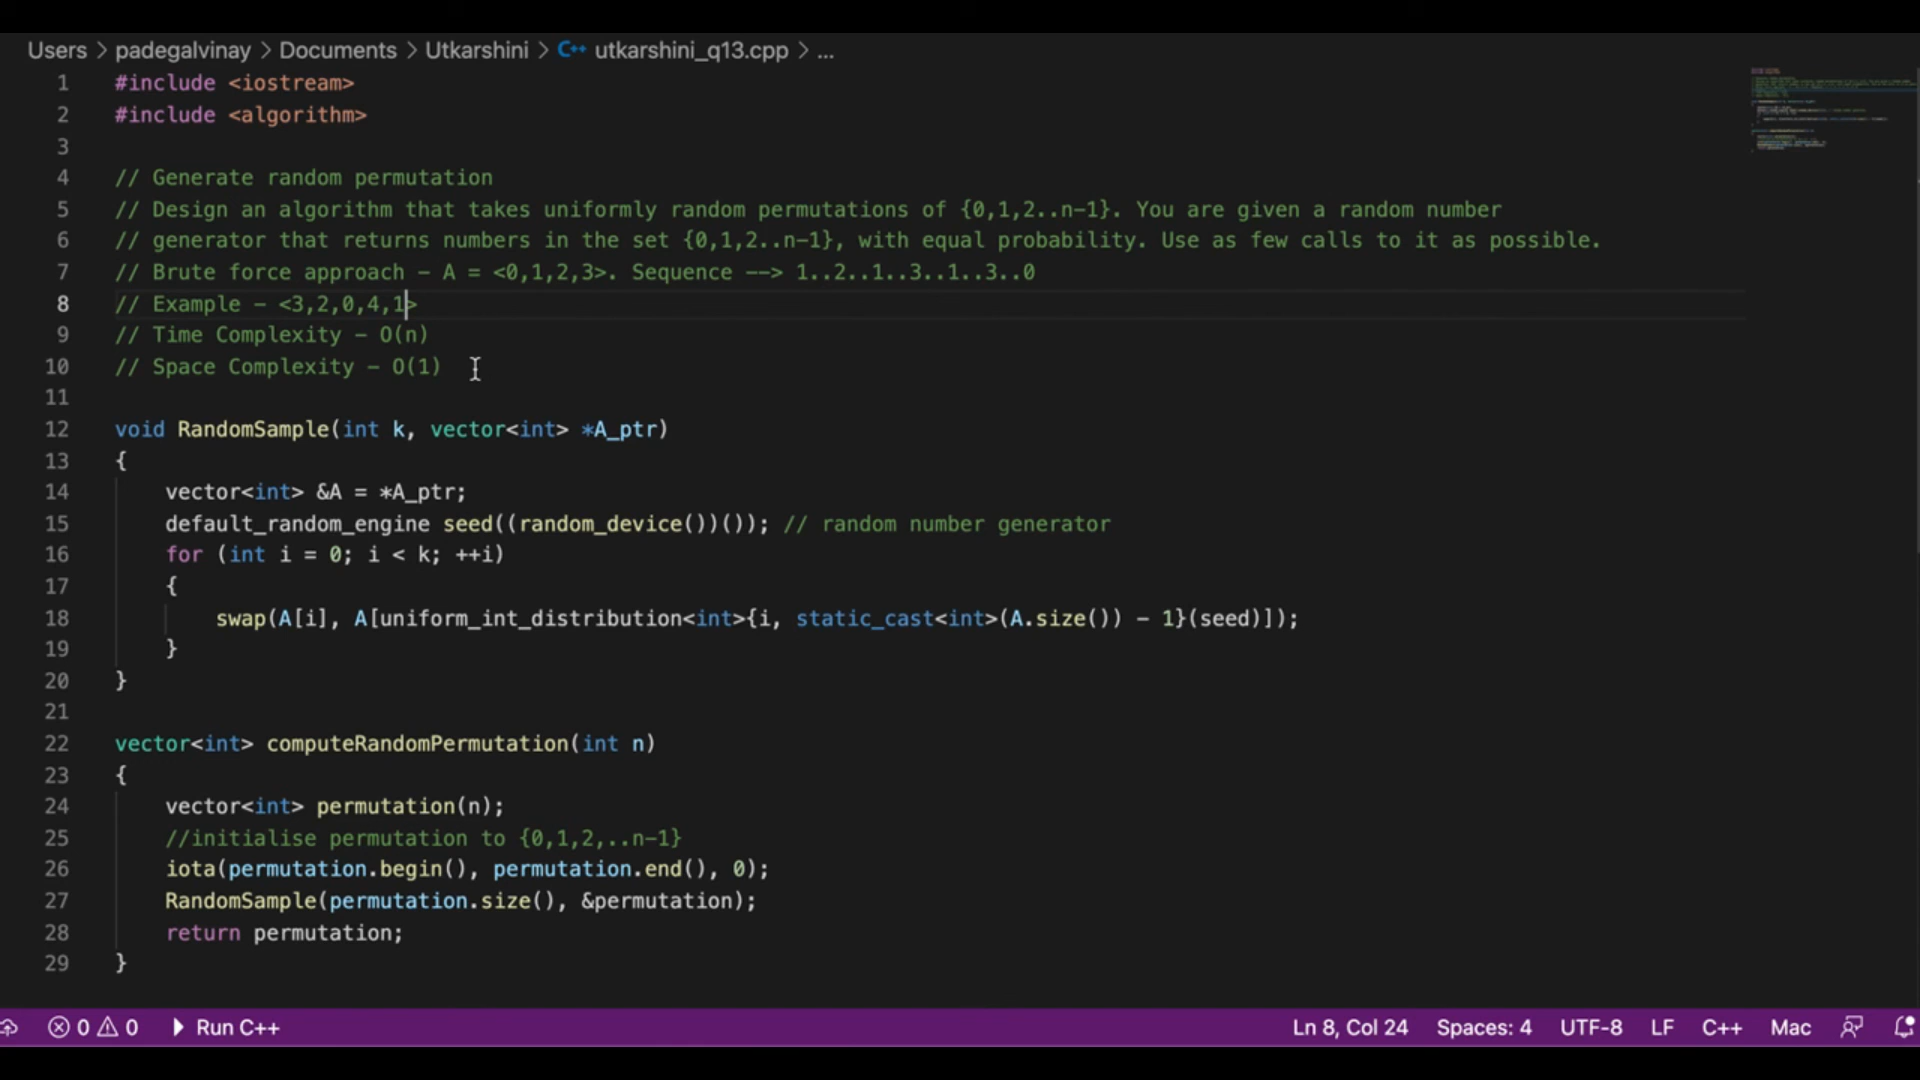 Users > padegalvinay > Documents > Utkarshini > C++ utkarshini_q13.cpp > ...
1 #include <iostream>
2 #include <algorithm>
3
4 // Generate random permutation
5 // Design an algorithm that takes uniformly random permutations of {0,1,2..n-1}. You are given a random number
6 // generator that returns numbers in the set {0,1,2..n-1}, with equal probability. Use as few calls to it as possible.
7 // Brute force approach - A = <0,1,2,3>. Sequence --> 1..2..1..3..1..3..0
8 // Example - <3,2,0,4,1>
9 // Time Complexity - O(n)
10 // Space Complexity - O(1)
11
12 void RandomSample(int k, vector<int> *A_ptr)
13 {
14     vector<int> &A = *A_ptr;
15     default_random_engine seed((random_device())()); // random number generator
16     for (int i = 0; i < k; ++i)
17     {
18         swap(A[i], A[uniform_int_distribution<int>{i, static_cast<int>(A.size()) - 1}(seed)]);
19     }
20 }
21
22 vector<int> computeRandomPermutation(int n)
23 {
24     vector<int> permutation(n);
25     //initialise permutation to {0,1,2,..n-1}
26     iota(permutation.begin(), permutation.end(), 0);
27     RandomSample(permutation.size(), &permutation);
28     return permutation;
29 }
0 0 Run C++ Ln 8, Col 24 Spaces: 4 UTF-8 LF C++ Mac